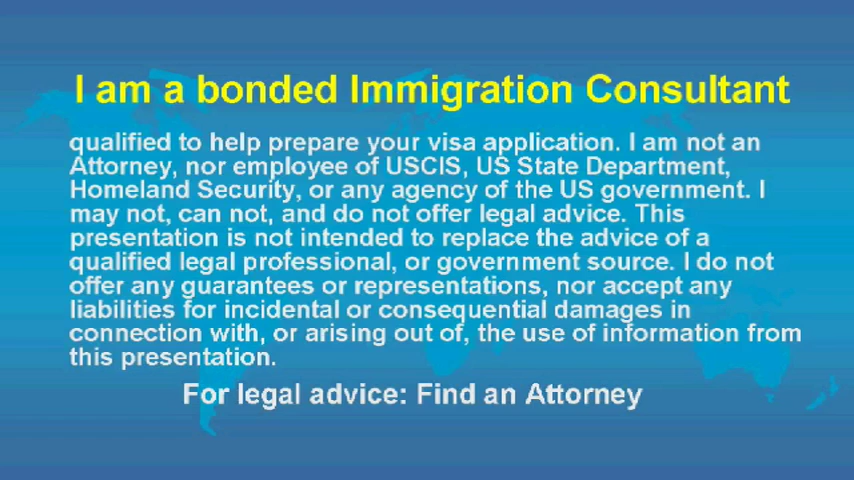 I am a bonded Immigration Consultant
qualified to help prepare your visa application. I am not an
Attorney, nor employee of USCIS, US State Department,
Homeland Security, or any agency of the US government. I
may not, can not, and do not offer legal advice. This
presentation is not intended to replace the advice of a
qualified legal professional, or government source. I do not
offer any guarantees or representations, nor accept any
liabilities for incidental or consequential damages in
connection with, or arising out of, the use of information from
this presentation.
For legal advice: Find an Attorney